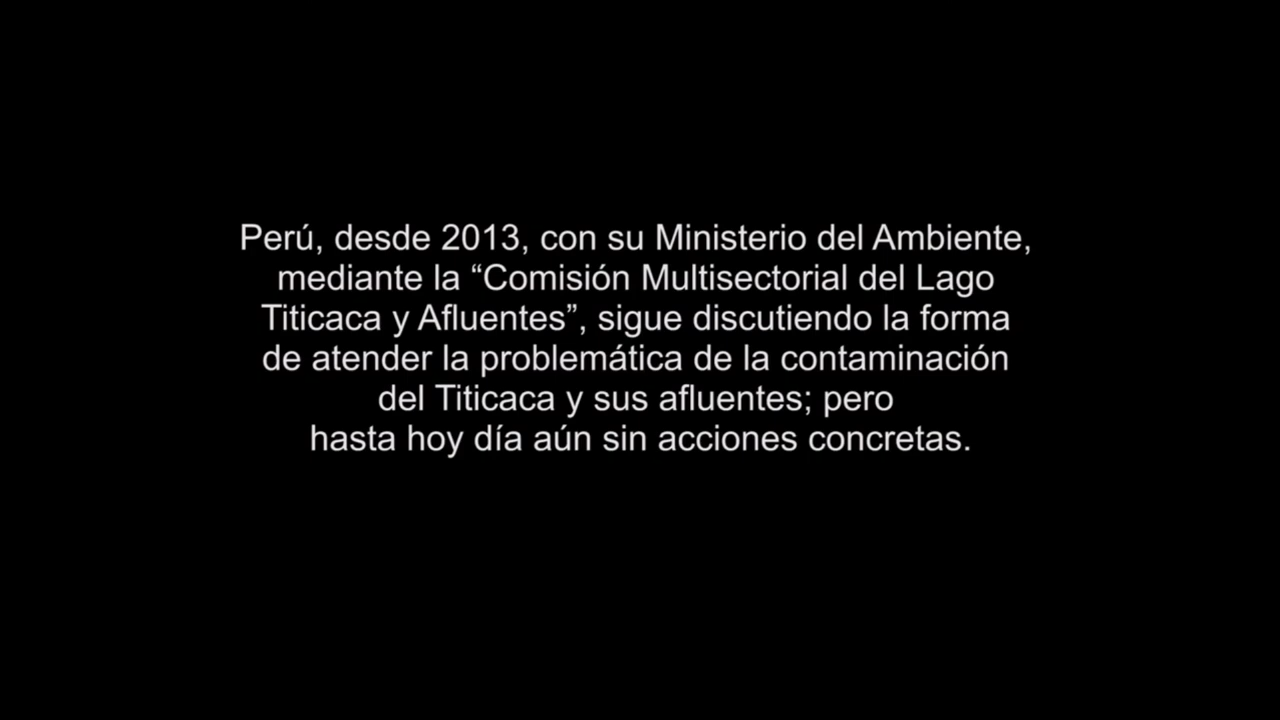 Perú, desde 2013, con su Ministerio del Ambiente,
mediante la “Comisión Multisectorial del Lago
Titicaca y Afluentes”, sigue discutiendo la forma
de atender la problemática de la contaminación
del Titicaca y sus afluentes; pero
hasta hoy día aún sin acciones concretas.